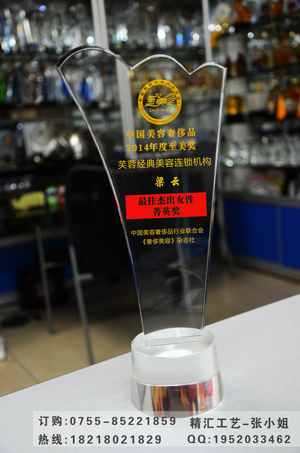 至美奖
中国美容奢侈品
2014年度至美奖
芙蓉经典美容连锁机构
梁云
最佳杰出女性
菁英奖
中国美容奢侈品行业联合会
《奢侈美容》杂志社
订购:0755-85221859 精汇工艺-张小姐
热线:18218021829 QQ:1952033462